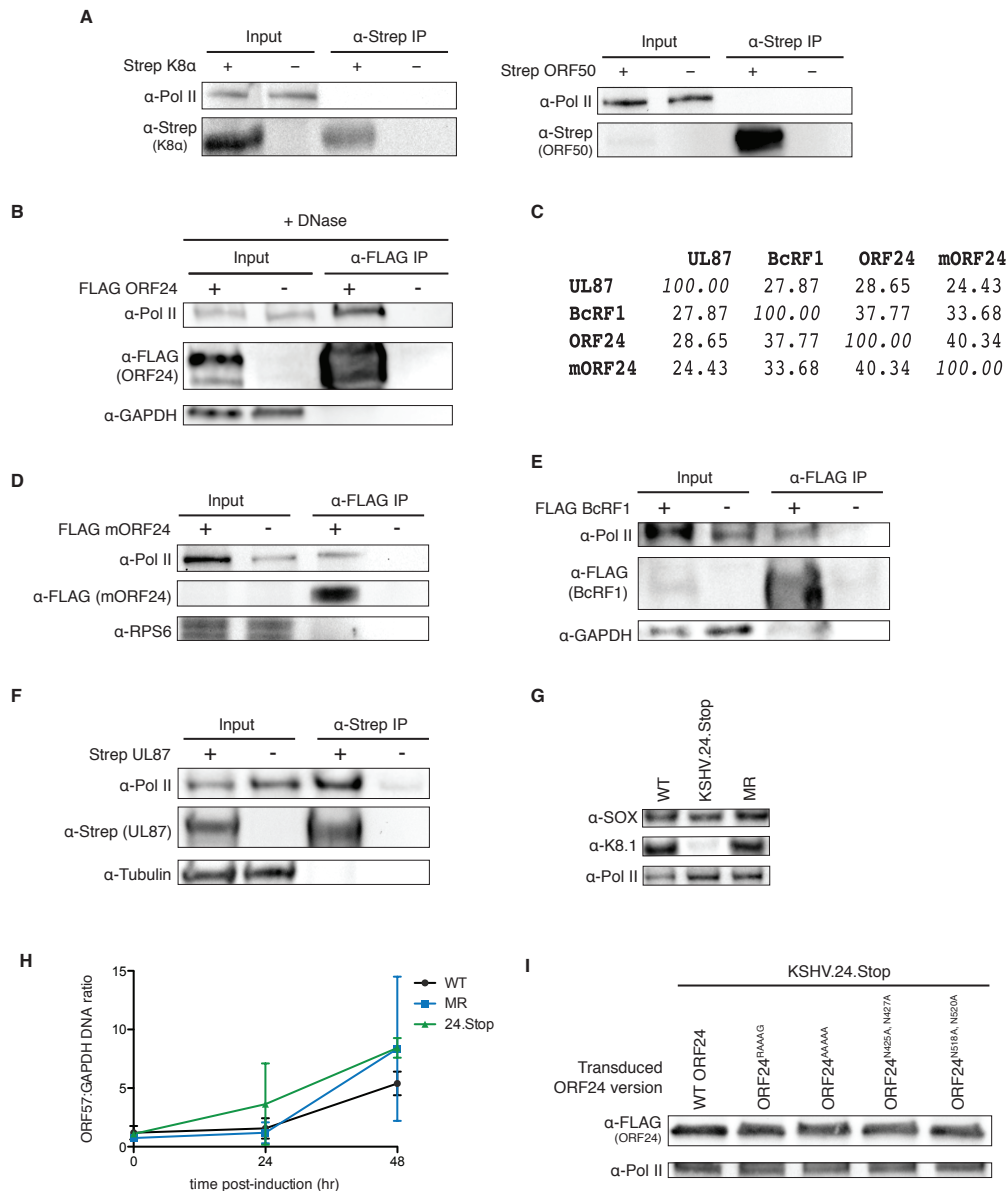 A
Input α-Strep IP
Strep K8α + – + –
α-Pol II
α-Strep
(K8α)
Input α-Strep IP
Strep ORF50 + – + –
α-Pol II
α-Strep
(ORF50)
B
+ DNase
Input α-FLAG IP
FLAG ORF24 + - + -
α-Pol II
α-FLAG
(ORF24)
α-GAPDH
C
UL87 BcRF1 ORF24 mORF24
UL87 100.00 27.87 28.65 24.43
BcRF1 27.87 100.00 37.77 33.68
ORF24 28.65 37.77 100.00 40.34
mORF24 24.43 33.68 40.34 100.00
D
Input α-FLAG IP
FLAG mORF24 + - + -
α-Pol II
α-FLAG (mORF24)
α-RPS6
E
Input α-FLAG IP
FLAG BcRF1 + - + -
α-Pol II
α-FLAG
(BcRF1)
α-GAPDH
F
Input α-Strep IP
Strep UL87 + - + -
α-Pol II
α-Strep (UL87)
α-Tubulin
G
WT KSHV.24.Stop MR
α-SOX
α-K8.1
α-Pol II
H
ORF57:GAPDH DNA ratio
15
10
5
0
0 24 48
time post-induction (hr)
WT
MR
24.Stop
I
KSHV.24.Stop
Transduced
ORF24 version
WT ORF24
ORF24RAAAG
ORF24AAAAA
ORF24N425A, N427A
ORF24N518A, N520A
α-FLAG
(ORF24)
α-Pol II